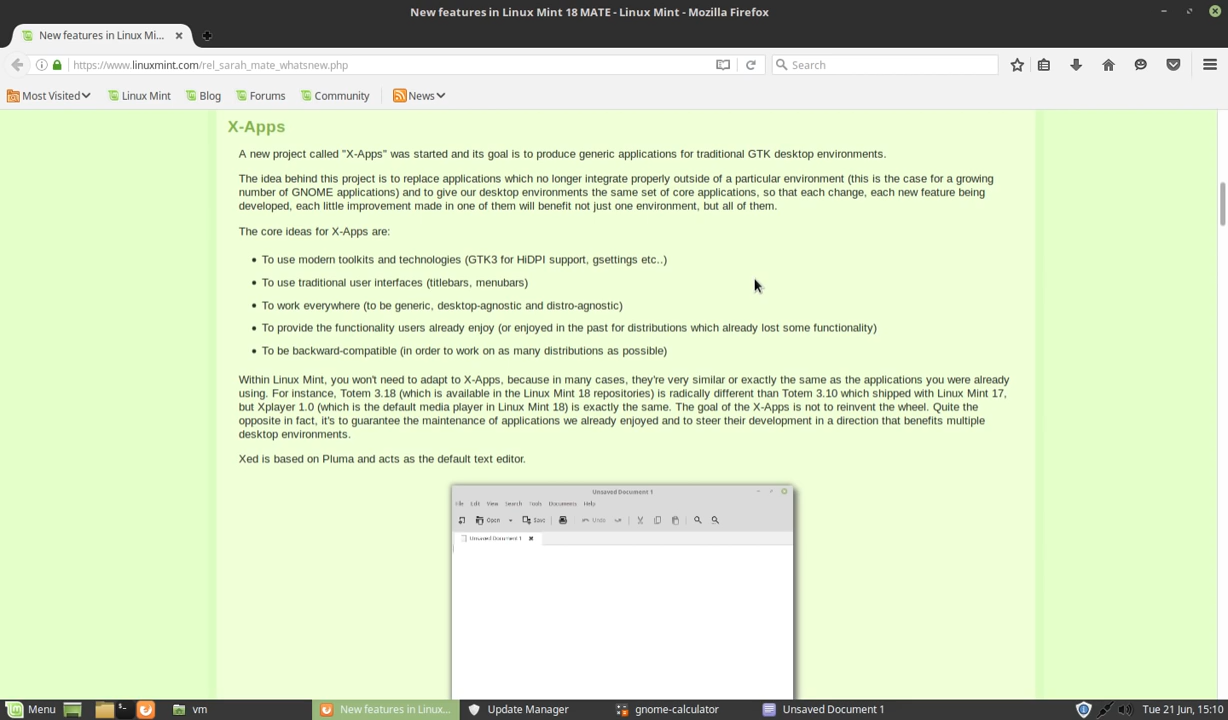 New features in Linux Mint 18 MATE - Linux Mint - Mozilla Firefox
New features in Linux Mi...
https://www.linuxmint.com/rel_sarah_mate_whatsnew.php
Search
Most Visited
Linux Mint
Blog
Forums
Community
News
X-Apps
A new project called "X-Apps" was started and its goal is to produce generic applications for traditional GTK desktop environments.
The idea behind this project is to replace applications which no longer integrate properly outside of a particular environment (this is the case for a growing
number of GNOME applications) and to give our desktop environments the same set of core applications, so that each change, each new feature being
developed, each little improvement made in one of them will benefit not just one environment, but all of them.
The core ideas for X-Apps are:
• To use modern toolkits and technologies (GTK3 for HiDPI support, gsettings etc..)
• To use traditional user interfaces (titlebars, menubars)
• To work everywhere (to be generic, desktop-agnostic and distro-agnostic)
• To provide the functionality users already enjoy (or enjoyed in the past for distributions which already lost some functionality)
• To be backward-compatible (in order to work on as many distributions as possible)
Within Linux Mint, you won't need to adapt to X-Apps, because in many cases, they're very similar or exactly the same as the applications you were already
using. For instance, Totem 3.18 (which is available in the Linux Mint 18 repositories) is radically different than Totem 3.10 which shipped with Linux Mint 17,
but Xplayer 1.0 (which is the default media player in Linux Mint 18) is exactly the same. The goal of the X-Apps is not to reinvent the wheel. Quite the
opposite in fact, it's to guarantee the maintenance of applications we already enjoyed and to steer their development in a direction that benefits multiple
desktop environments.
Xed is based on Pluma and acts as the default text editor.
Unsaved Document 1
File Edit View Search Tools Documents Help
Open Save Undo
Unsaved Document 1
Menu
vm
New features in Linux...
Update Manager
gnome-calculator
Unsaved Document 1
Tue 21 Jun, 15:10